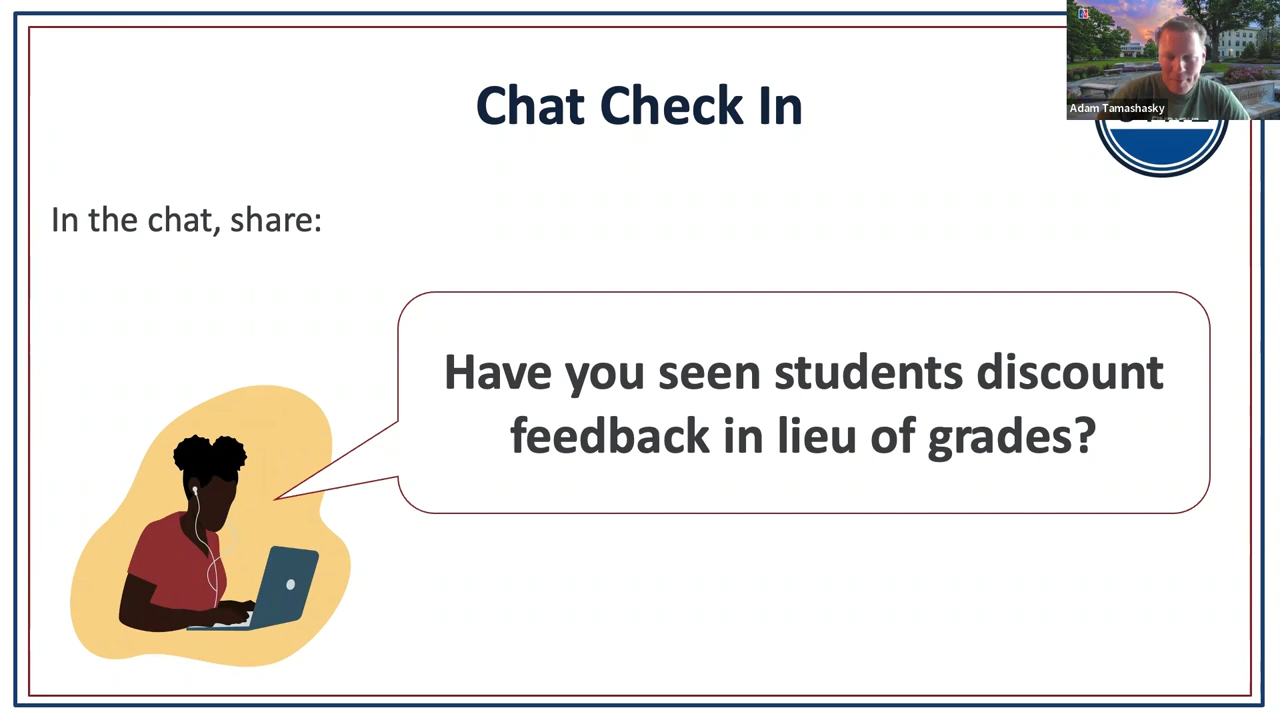 Chat Check In
Adam Tamashasky
In the chat, share:
Have you seen students discount
feedback in lieu of grades?